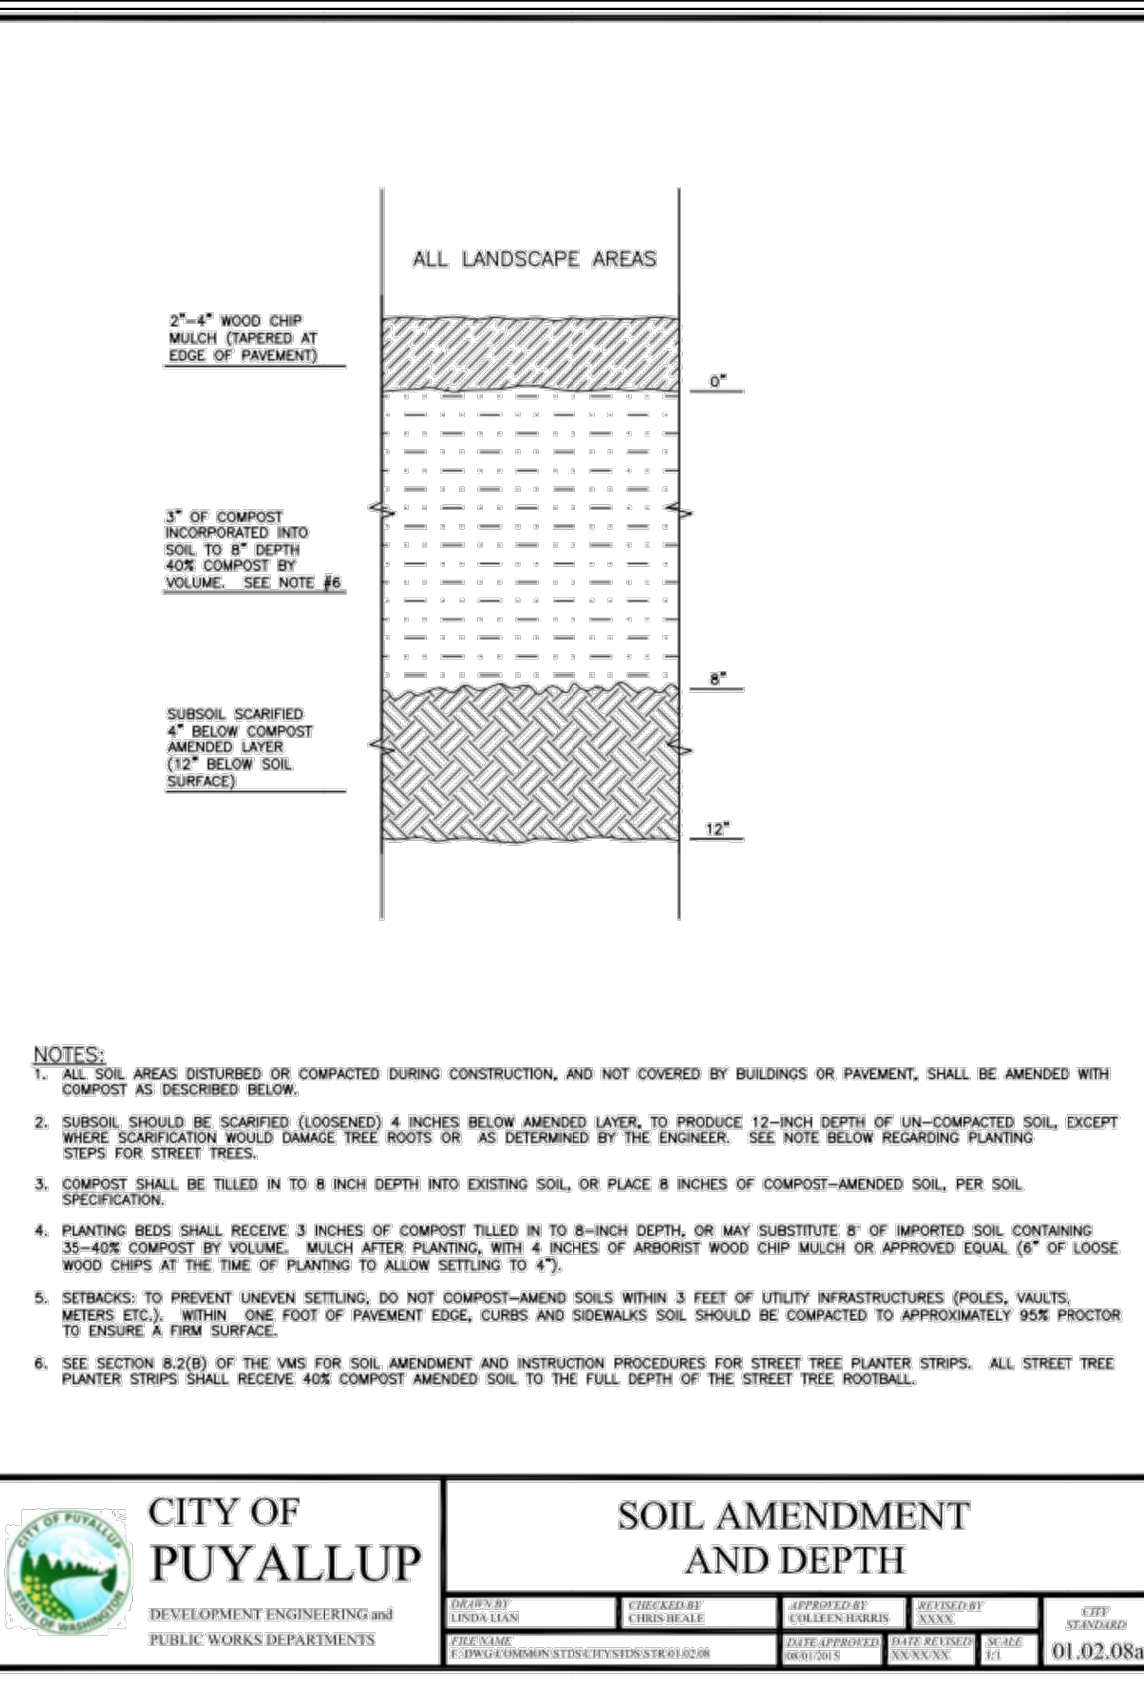 ALL LANDSCAPE AREAS
2"-4" WOOD CHIP
MULCH (TAPERED AT
EDGE OF PAVEMENT)
0"
3" OF COMPOST
INCORPORATED INTO
SOIL TO 8" DEPTH
40% COMPOST BY
VOLUME. SEE NOTE #6
8"
SUBSOIL SCARIFIED
4" BELOW COMPOST
AMENDED LAYER
(12" BELOW SOIL
SURFACE)
12"
NOTES:
1. ALL SOIL AREAS DISTURBED OR COMPACTED DURING CONSTRUCTION, AND NOT COVERED BY BUILDINGS OR PAVEMENT, SHALL BE AMENDED WITH
COMPOST AS DESCRIBED BELOW.
2. SUBSOIL SHOULD BE SCARIFIED (LOOSENED) 4 INCHES BELOW AMENDED LAYER, TO PRODUCE 12-INCH DEPTH OF UN-COMPACTED SOIL, EXCEPT
WHERE SCARIFICATION WOULD DAMAGE TREE ROOTS OR AS DETERMINED BY THE ENGINEER. SEE NOTE BELOW REGARDING PLANTING
STEPS FOR STREET TREES.
3. COMPOST SHALL BE TILLED IN TO 8 INCH DEPTH INTO EXISTING SOIL, OR PLACE 8 INCHES OF COMPOST-AMENDED SOIL, PER SOIL
SPECIFICATION.
4. PLANTING BEDS SHALL RECEIVE 3 INCHES OF COMPOST TILLED IN TO 8-INCH DEPTH, OR MAY SUBSTITUTE 8" OF IMPORTED SOIL CONTAINING
35-40% COMPOST BY VOLUME. MULCH AFTER PLANTING, WITH 4 INCHES OF ARBORIST WOOD CHIP MULCH OR APPROVED EQUAL (6" OF LOOSE
WOOD CHIPS AT THE TIME OF PLANTING TO ALLOW SETTLING TO 4").
5. SETBACKS: TO PREVENT UNEVEN SETTLING, DO NOT COMPOST-AMEND SOILS WITHIN 3 FEET OF UTILITY INFRASTRUCTURES (POLES, VAULTS,
METERS ETC.). WITHIN ONE FOOT OF PAVEMENT EDGE, CURBS AND SIDEWALKS SOIL SHOULD BE COMPACTED TO APPROXIMATELY 95% PROCTOR
TO ENSURE A FIRM SURFACE.
6. SEE SECTION 8.2(B) OF THE VMS FOR SOIL AMENDMENT AND INSTRUCTION PROCEDURES FOR STREET TREE PLANTER STRIPS. ALL STREET TREE
PLANTER STRIPS SHALL RECEIVE 40% COMPOST AMENDED SOIL TO THE FULL DEPTH OF THE STREET TREE ROOTBALL.
CITY OF PUYALLUP
STATE OF WASHINGTON
CITY OF
PUYALLUP
DEVELOPMENT ENGINEERING and
PUBLIC WORKS DEPARTMENTS
SOIL AMENDMENT
AND DEPTH
DRAWN BY
LINDA LIAN
CHECKED BY
CHRIS BEALE
APPROVED BY
COLLEEN HARRIS
REVISED BY
XXXX
FILE NAME
F:\DWG\COMMON\STDS\CITYSTDS\STR\01.02.08
DATE APPROVED
08/01/2015
DATE REVISED
XX/XX/XX
SCALE
1:1
CITY
STANDARD
01.02.08a